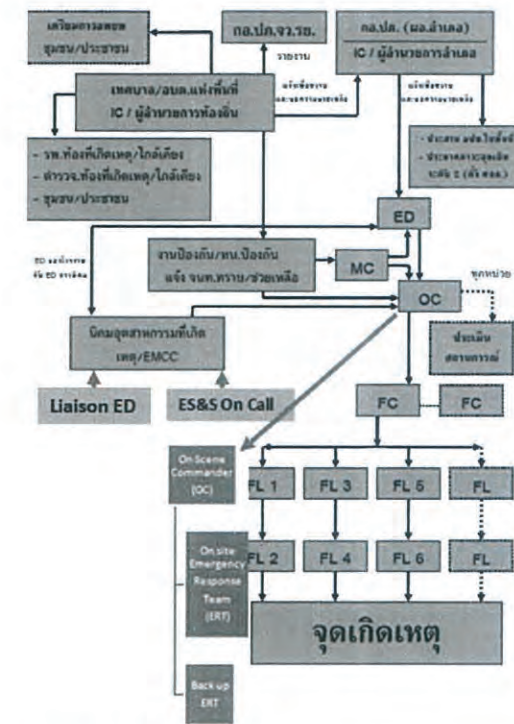 เตรียมการอพยพ
ชุมชน/ประชาชน
กอ.ปภ.จว.รย.
กอ.ปภ. (ผอ.อำเภอ)
IC / ผู้อำนวยการอำเภอ
รายงาน
เทศบาล/อบต.แห่งพื้นที่
IC / ผู้อำนวยการท้องถิ่น
- รพ.ท้องที่เกิดเหตุ/ใกล้เคียง
- ตำรวจ.ท้องที่เกิดเหตุ/ใกล้เคียง
- ชุมชน/ประชาชน
ED
งานป้องกัน/ทน.ป้องกัน
แจ้ง จนท.ทราบ/ช่วยเหลือ
MC
OC
ทุกหน่วย
ประเมิน
สถานการณ์
นิคมอุตสาหกรรมที่เกิด
เหตุ/EMCC
Liaison ED
ES&S On Call
FC
FC
On Scene
Commander
(OC)
FL 1
FL 3
FL 5
FL
On site
Emergency
Response
Team
(ERT)
FL 2
FL 4
FL 6
FL
จุดเกิดเหตุ
Back up
ERT